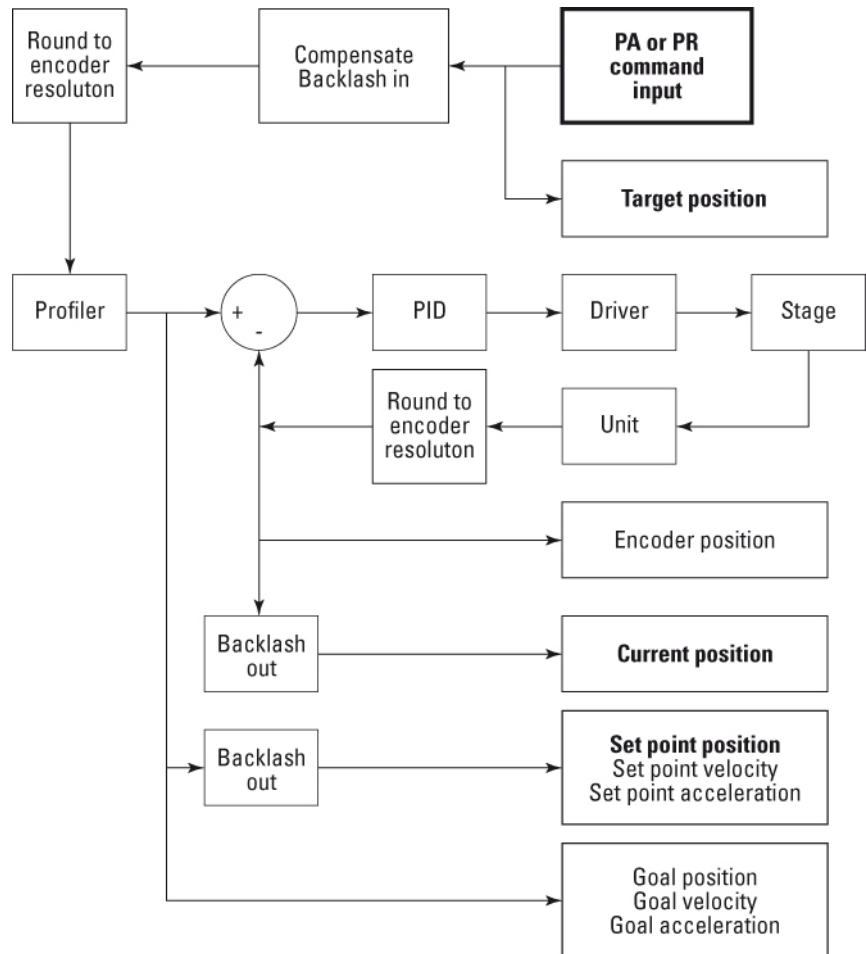 Round to
encoder
resoluton
Compensate
Backlash in
PA or PR
command
input
Target position
Profiler
+
-
PID
Driver
Stage
Round to
encoder
resoluton
Unit
Encoder position
Backlash
out
Current position
Backlash
out
Set point position
Set point velocity
Set point acceleration
Goal position
Goal velocity
Goal acceleration